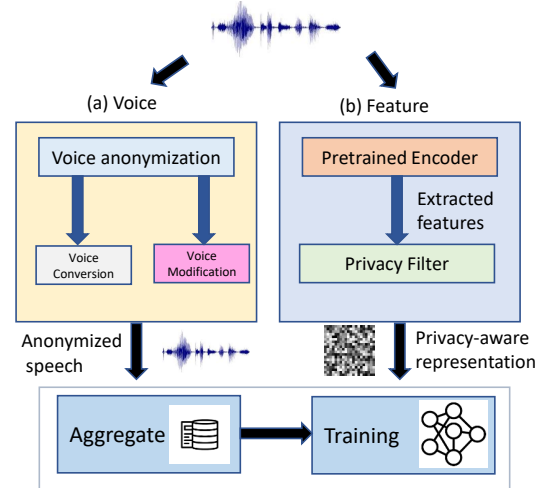 (a) Voice
(b) Feature
Voice anonymization
Voice
Conversion
Voice
Modification
Pretrained Encoder
Extracted
features
Privacy Filter
Anonymized
speech
Privacy-aware
representation
Aggregate
Training